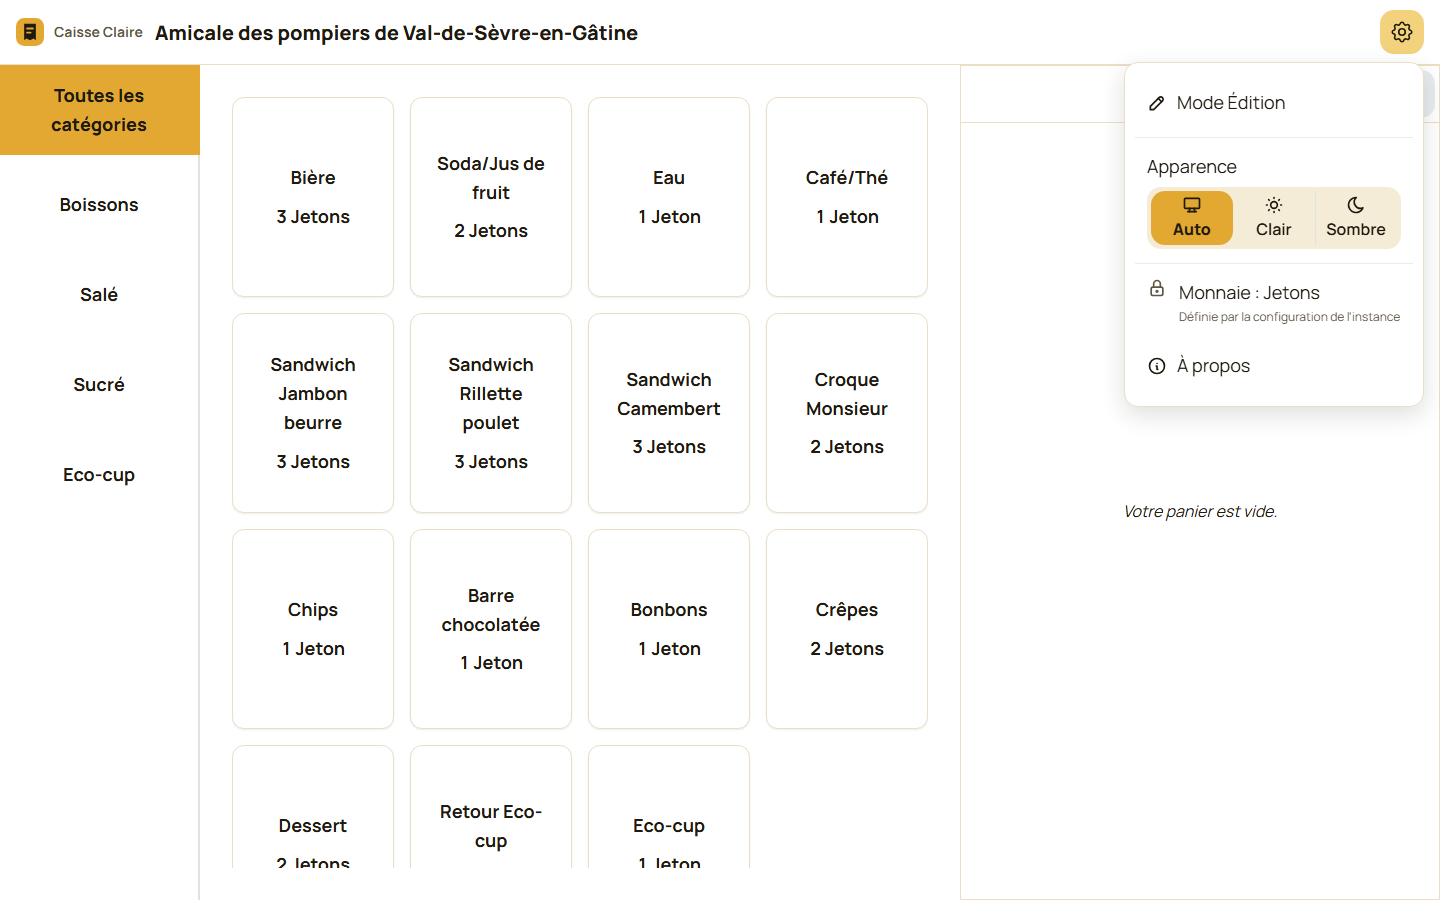 Caisse Claire
Amicale des pompiers de Val-de-Sèvre-en-Gâtine
Toutes les
catégories
Boissons
Salé
Sucré
Eco-cup
Bière
3 Jetons
Soda/Jus de
fruit
2 Jetons
Eau
1 Jeton
Café/Thé
1 Jeton
Sandwich
Jambon
beurre
3 Jetons
Sandwich
Rillette
poulet
3 Jetons
Sandwich
Camembert
3 Jetons
Croque
Monsieur
2 Jetons
Chips
1 Jeton
Barre
chocolatée
1 Jeton
Bonbons
1 Jeton
Crêpes
2 Jetons
Dessert
2 Jetons
Retour Eco-
cup
Eco-cup
1 Jeton
Mode Édition
Apparence
Auto
Clair
Sombre
Monnaie : Jetons
Définie par la configuration de l'instance
À propos
Votre panier est vide.